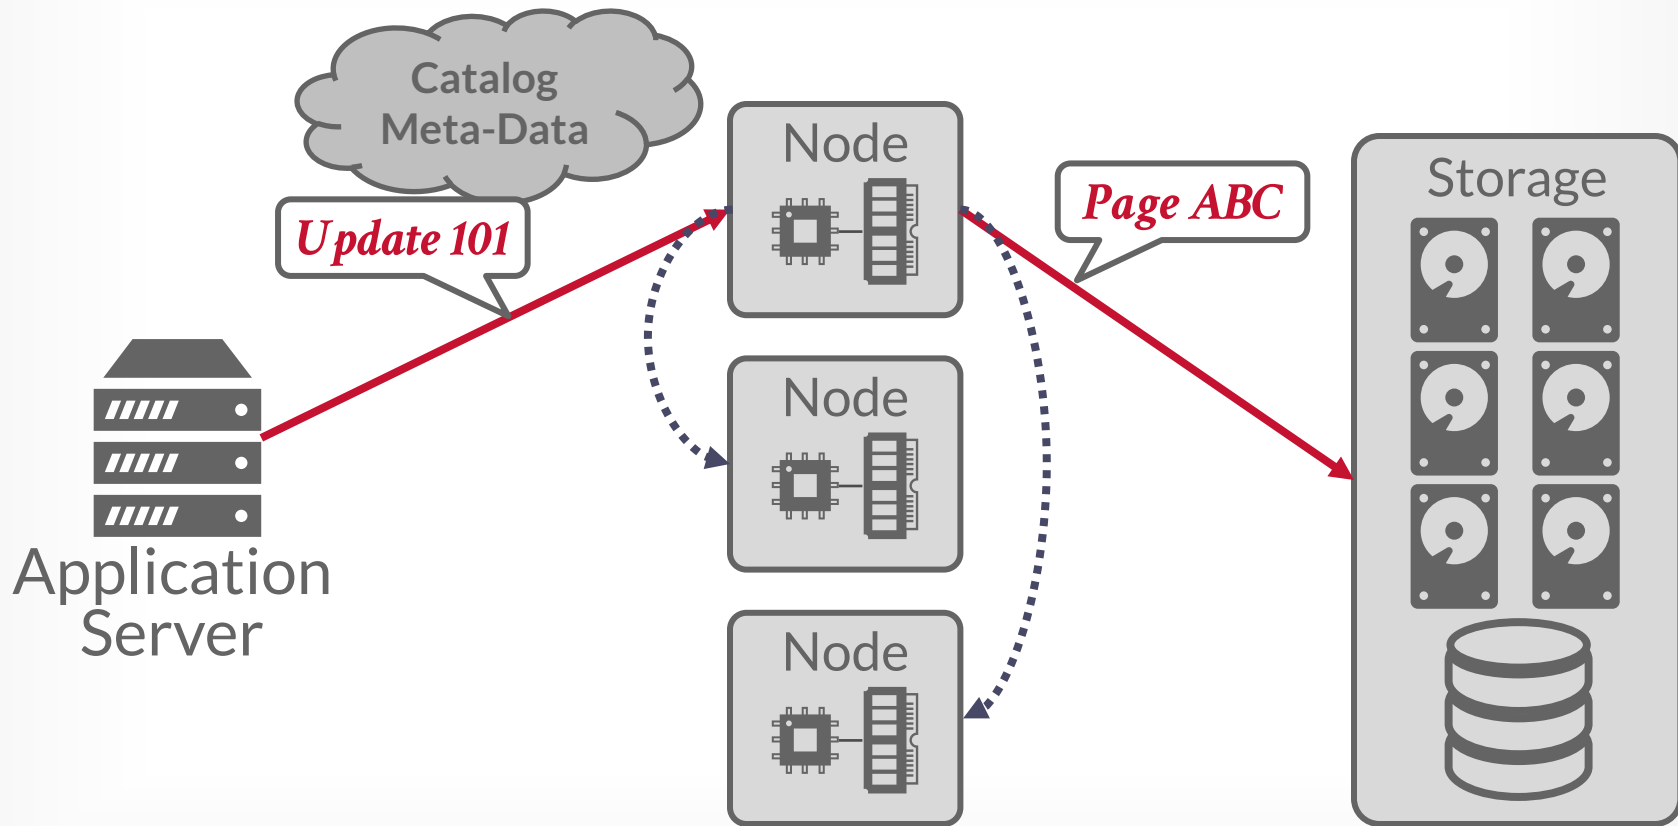 Catalog
Meta-Data
Update 101
Node
Page ABC
Storage
Node
Application
Server
Node